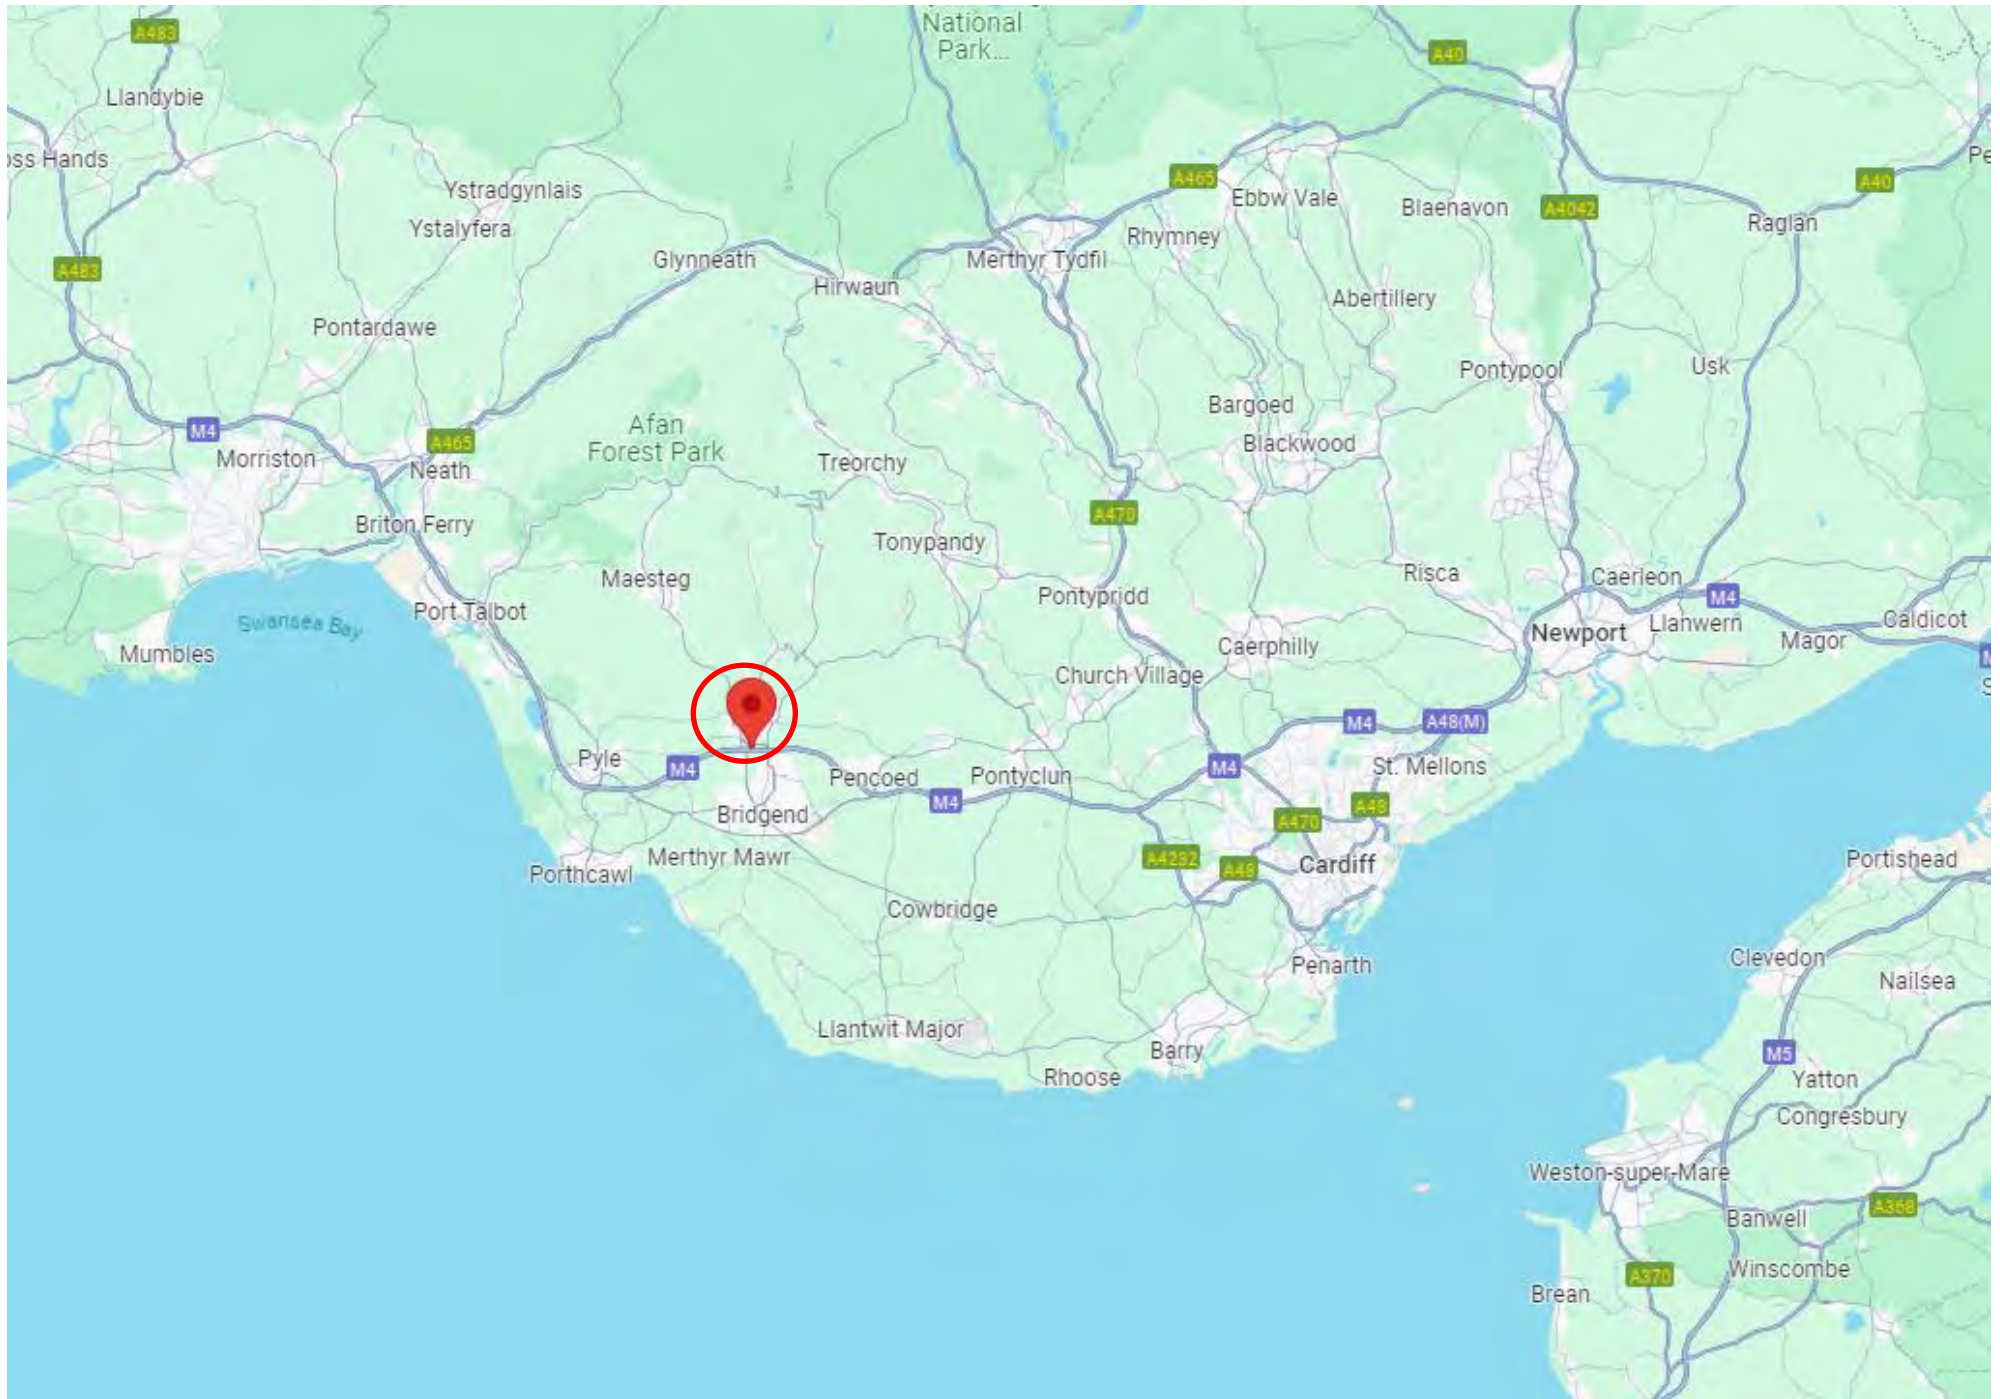 National
Park...
A483
A40
Llandybie
oss Hands
Pe
Ystradgynlais
A465
Ebbw Vale
Blaenavon
A4042
A40
Ystalyfera
Rhymney
Raglan
A483
Glynneath
Merthyr Tydfil
Hirwaun
Abertillery
Pontardawe
Pontypool
Usk
Bargoed
M4
A465
Afan
Forest Park
Blackwood
Morriston
Neath
Treorchy
A470
Briton Ferry
Tonypandy
Maesteg
Risca
Caerleon
Port Talbot
Pontypridd
M4
Swansea Bay
Newport
Llanwern
Caldicot
Mumbles
Caerphilly
Magor
Church Village
M
S
M4
A48(M)
Pyle
M4
Pencoed
Pontyclun
M4
St. Mellons
M4
Bridgend
A470
A48
Merthyr Mawr
A4232
A48
Cardiff
Portishead
Porthcawl
Cowbridge
Penarth
Clevedon
Nailsea
Llantwit Major
Barry
M5
Rhoose
Yatton
Congresbury
Weston-super-Mare
Banwell
A368
A370
Winscombe
Brean